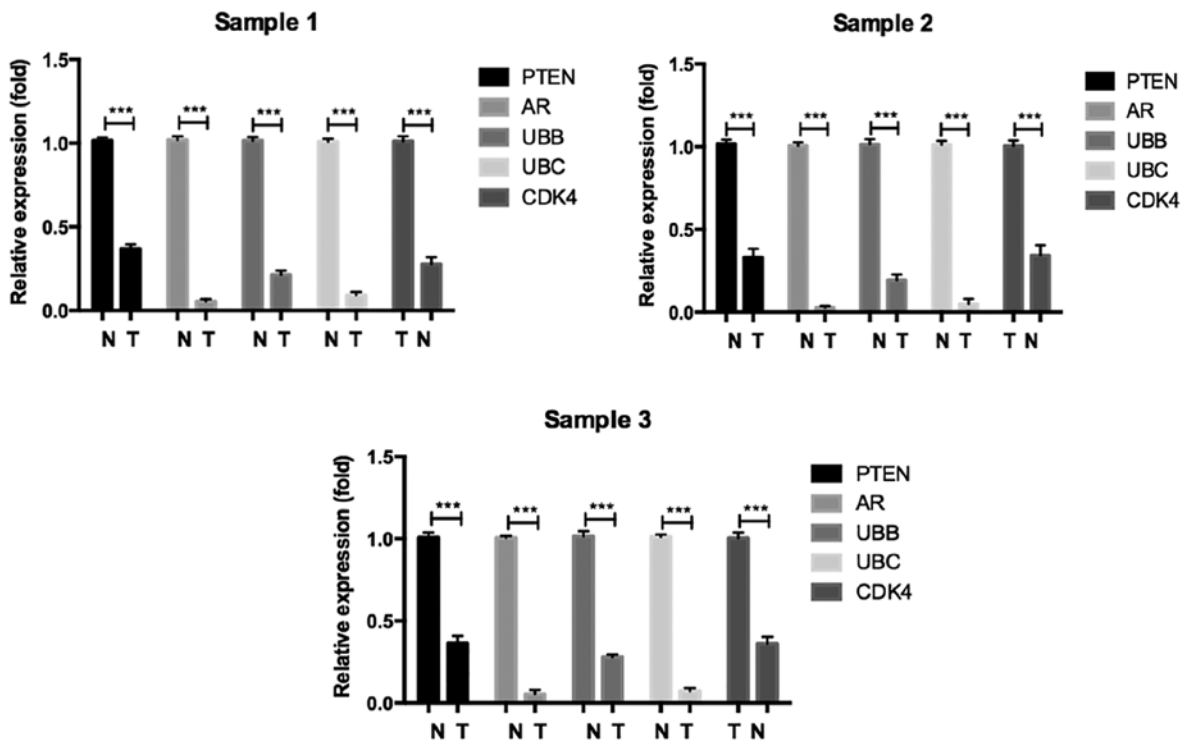 Sample 1
Relative expression (fold)
1.5
1.0
0.5
0.0
*** *** *** *** ***
N T N T N T N T T N
PTEN
AR
UBB
UBC
CDK4
Sample 2
Relative expression (fold)
1.5
1.0
0.5
0.0
*** *** *** *** ***
N T N T N T N T T N
PTEN
AR
UBB
UBC
CDK4
Sample 3
Relative expression (fold)
1.5
1.0
0.5
0.0
*** *** *** *** ***
N T N T N T N T T N
PTEN
AR
UBB
UBC
CDK4